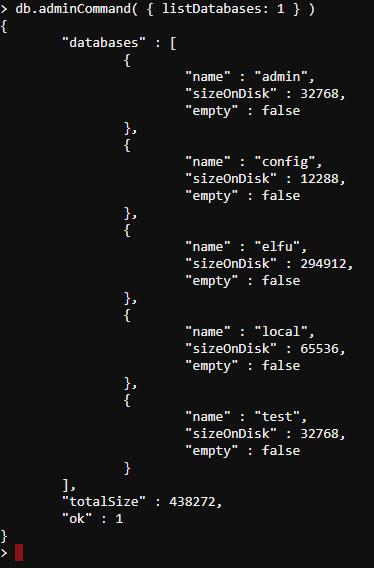 > db.adminCommand( { listDatabases: 1 } )
{
        "databases" : [
                {
                        "name" : "admin",
                        "sizeOnDisk" : 32768,
                        "empty" : false
                },
                {
                        "name" : "config",
                        "sizeOnDisk" : 12288,
                        "empty" : false
                },
                {
                        "name" : "elfu",
                        "sizeOnDisk" : 294912,
                        "empty" : false
                },
                {
                        "name" : "local",
                        "sizeOnDisk" : 65536,
                        "empty" : false
                },
                {
                        "name" : "test",
                        "sizeOnDisk" : 32768,
                        "empty" : false
                }
        ],
        "totalSize" : 438272,
        "ok" : 1
}
>